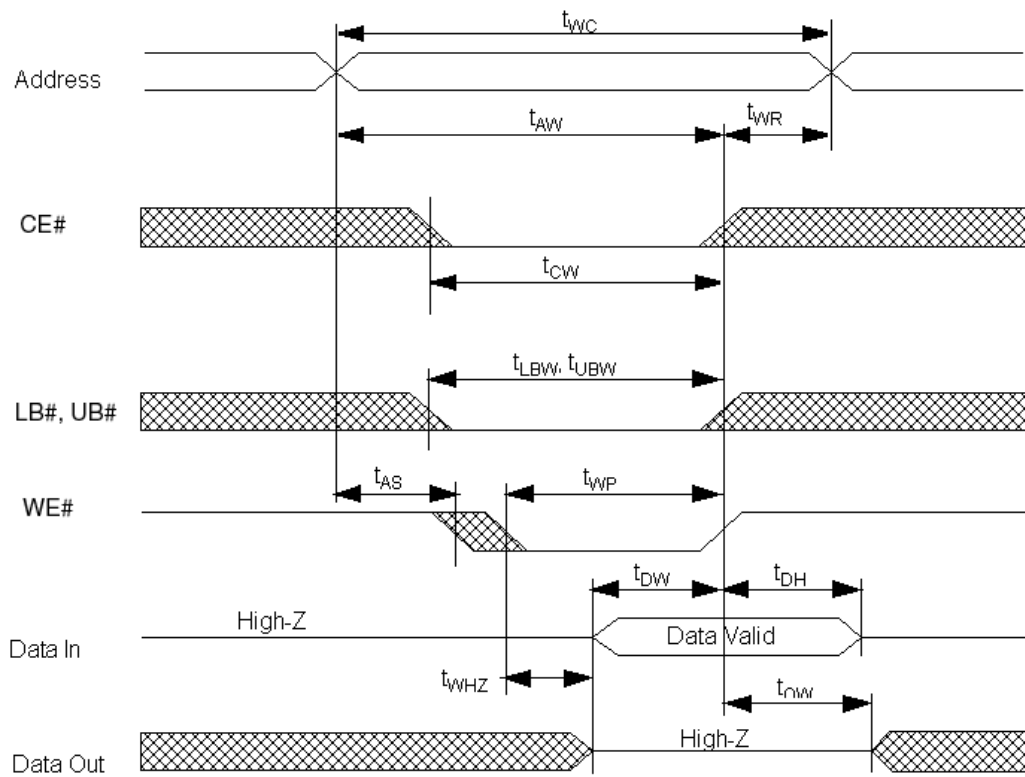 tWC
Address
tAW
tWR
CE#
tCW
tLBW, tUBW
LB#, UB#
tAS
tWP
WE#
tDW
tDH
High-Z
Data Valid
Data In
tWHZ
tOW
High-Z
Data Out